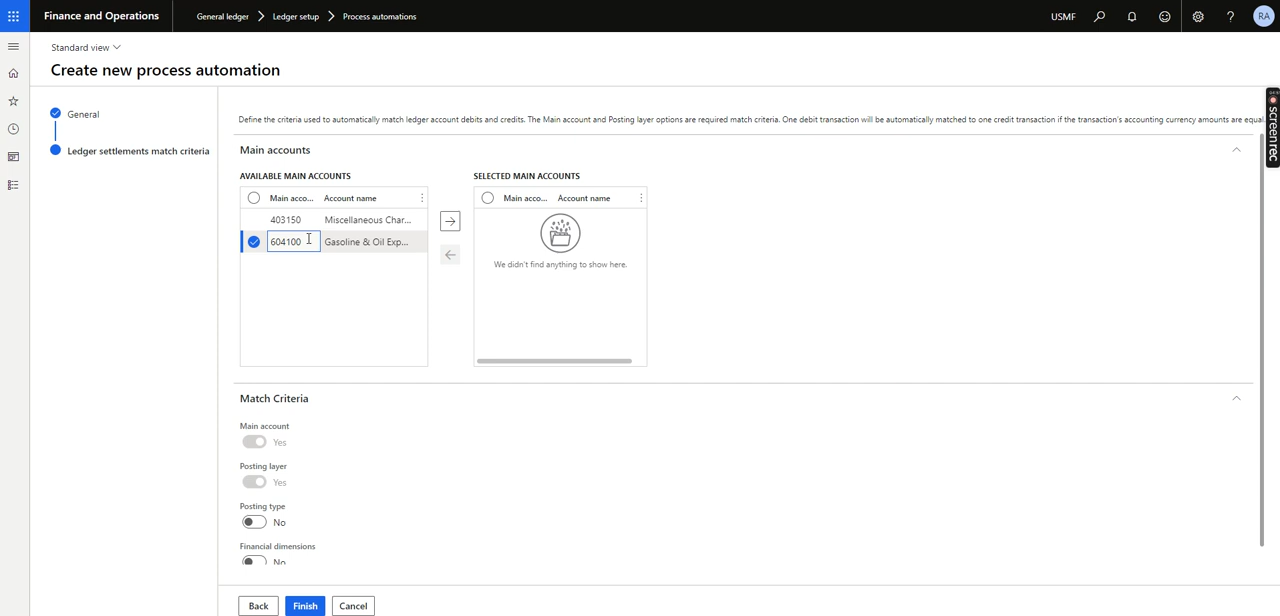 Finance and Operations
General ledger
Ledger setup
Process automations
USMF
RA
Standard view
Create new process automation
General
Ledger settlements match criteria
Define the criteria used to automatically match ledger account debits and credits. The Main account and Posting layer options are required match criteria. One debit transaction will be automatically matched to one credit transaction if the transaction's accounting currency amounts are equal.
Main accounts
AVAILABLE MAIN ACCOUNTS
Main acco... Account name
403150 Miscellaneous Char...
604100 Gasoline & Oil Exp...
SELECTED MAIN ACCOUNTS
Main acco... Account name
We didn't find anything to show here.
Match Criteria
Main account
Yes
Posting layer
Yes
Posting type
No
Financial dimensions
No
Back
Finish
Cancel
screenrec